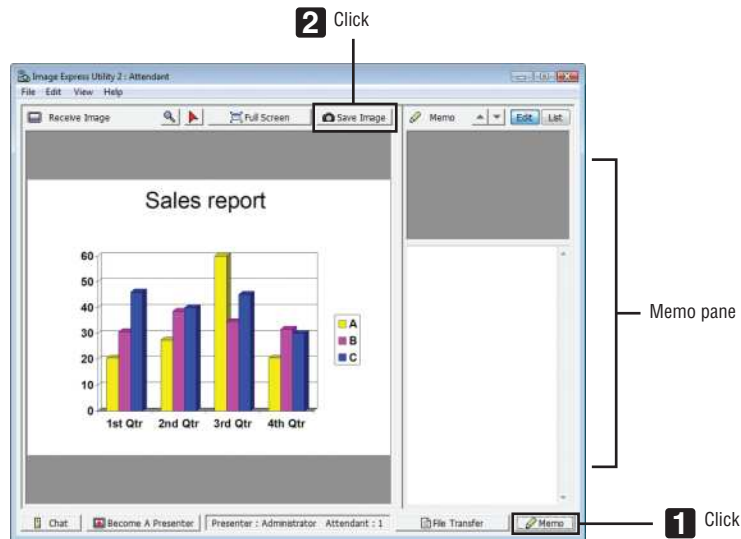 2 Click
Image Express Utility 2 : Attendant
File Edit View Help
Receive Image
Full Screen
Save Image
Memo
Edit
List
Sales report
60
50
40
30
20
10
0
1st Qtr 2nd Qtr 3rd Qtr 4th Qtr
A
B
C
Memo pane
Chat
Become A Presenter
Presenter : Administrator Attendant : 1
File Transfer
Memo
1 Click